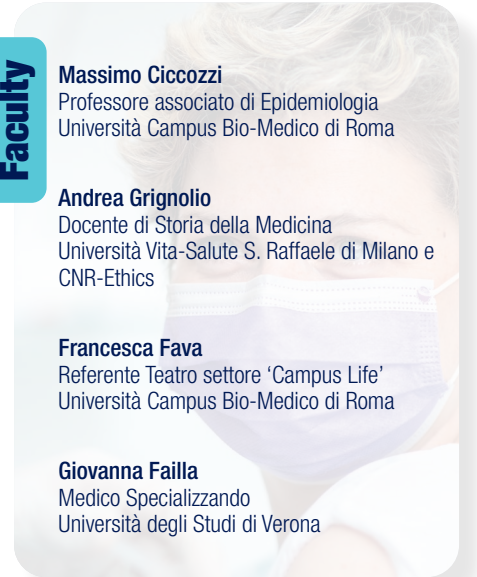 Faculty
Massimo Ciccozzi
Professore associato di Epidemiologia
Università Campus Bio-Medico di Roma
Andrea Grignolio
Docente di Storia della Medicina
Università Vita-Salute S. Raffaele di Milano e
CNR-Ethics
Francesca Fava
Referente Teatro settore ‘Campus Life’
Università Campus Bio-Medico di Roma
Giovanna Failla
Medico Specializzando
Università degli Studi di Verona